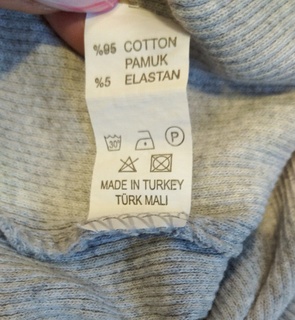 %95 COTTON
PAMUK
%5 ELASTAN
30°
P
MADE IN TURKEY
TÜRK MALI